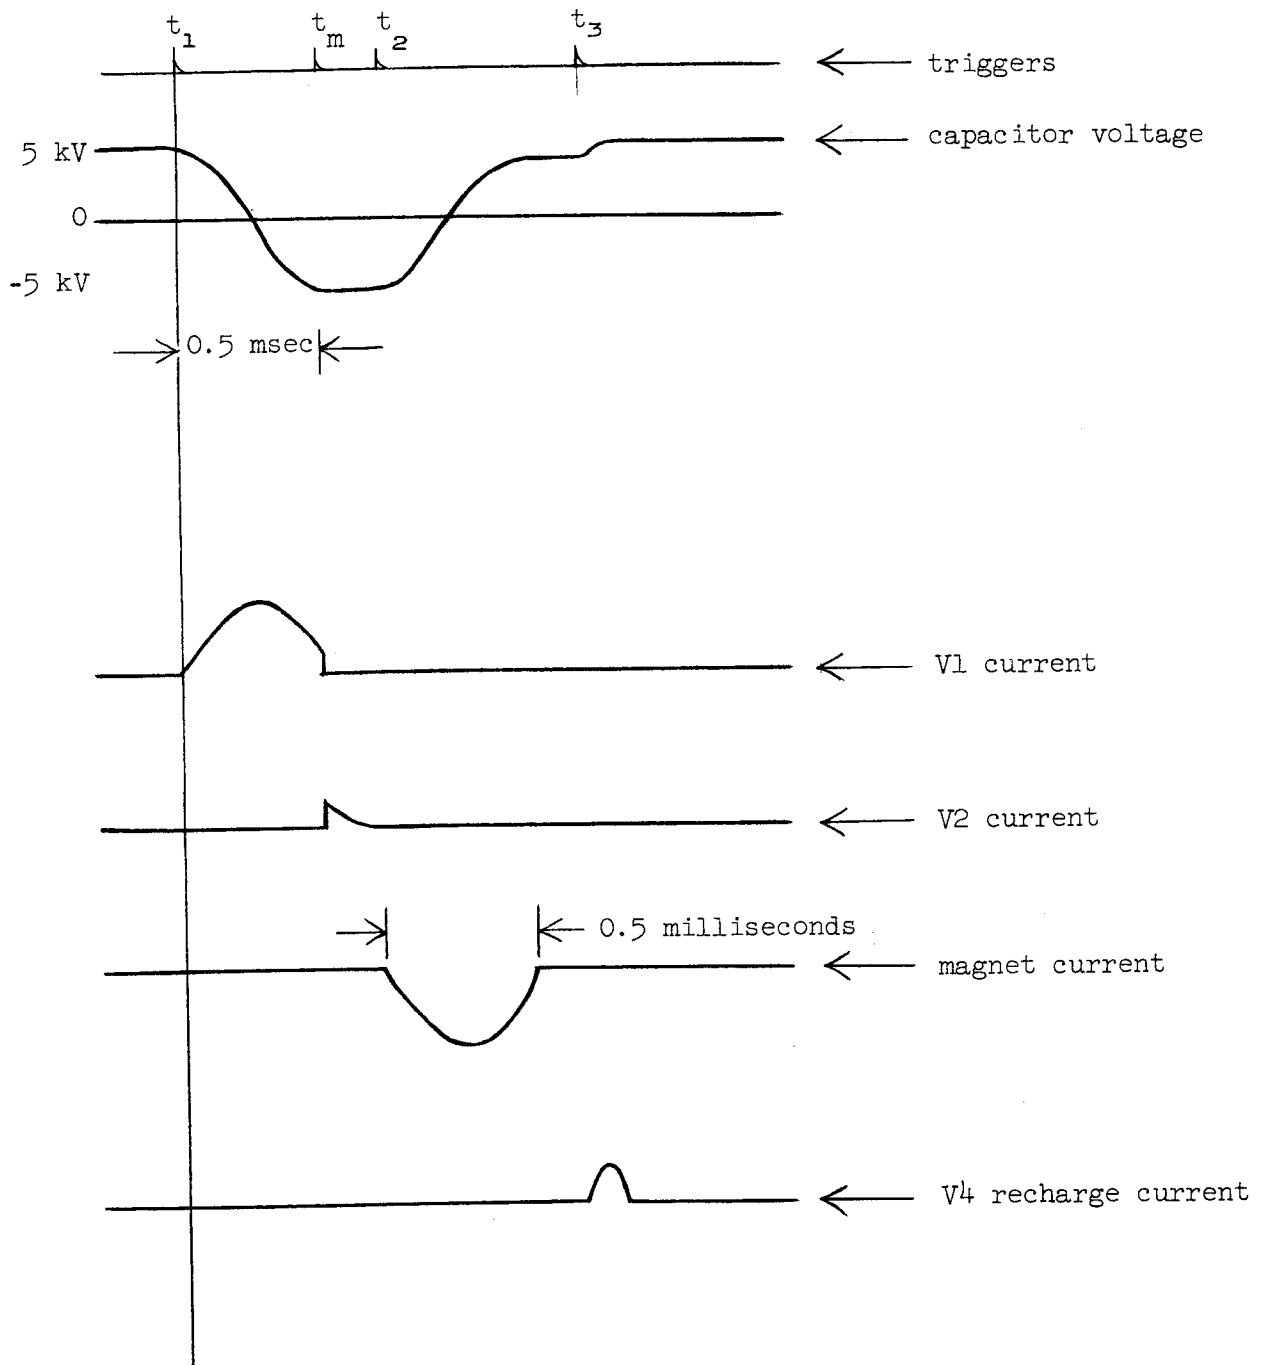 t1 tm t2 t3
triggers
capacitor voltage
5 kV
0
-5 kV
0.5 msec
V1 current
V2 current
0.5 milliseconds
magnet current
V4 recharge current